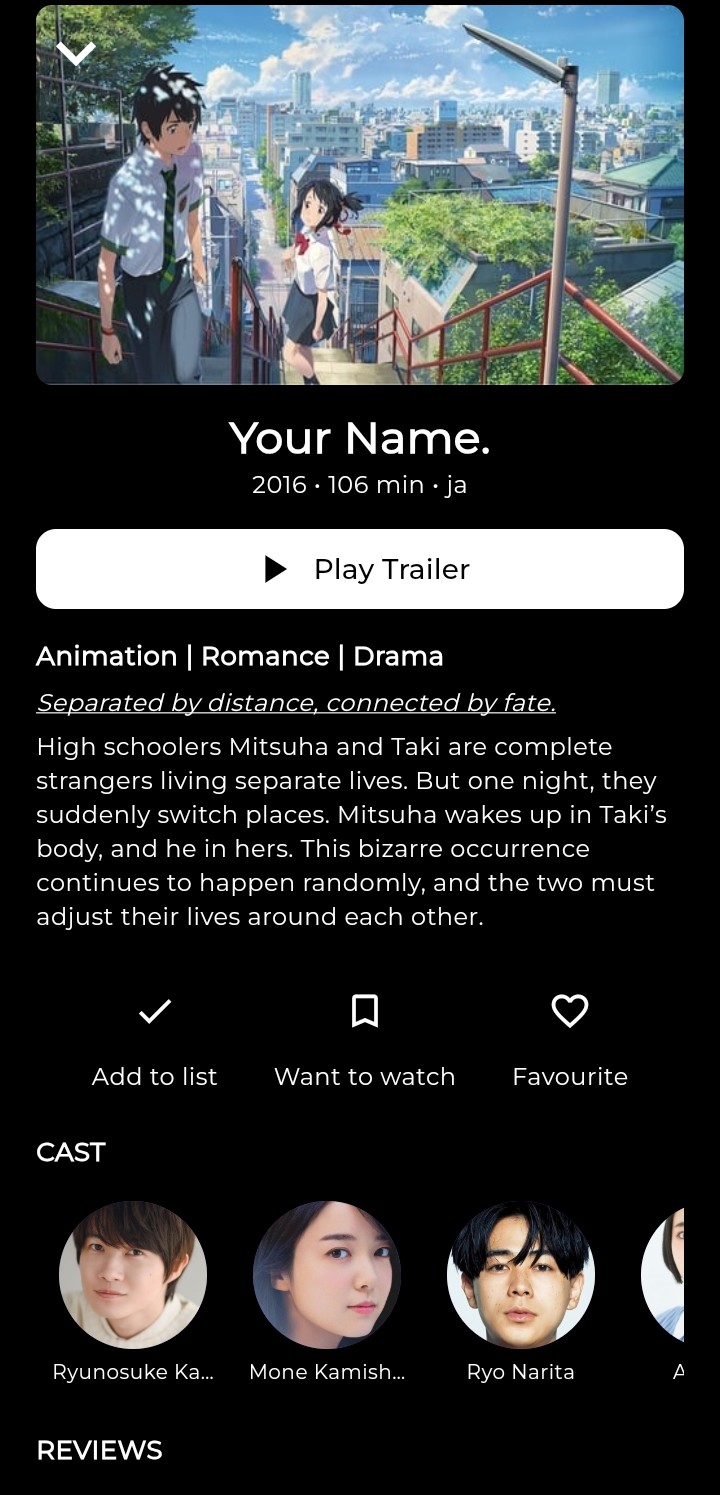 Your Name.
2016 • 106 min • ja
Play Trailer
Animation | Romance | Drama
Separated by distance, connected by fate.
High schoolers Mitsuha and Taki are complete
strangers living separate lives. But one night, they
suddenly switch places. Mitsuha wakes up in Taki’s
body, and he in hers. This bizarre occurrence
continues to happen randomly, and the two must
adjust their lives around each other.
Add to list
Want to watch
Favourite
CAST
Ryunosuke Ka...
Mone Kamish...
Ryo Narita
A
REVIEWS